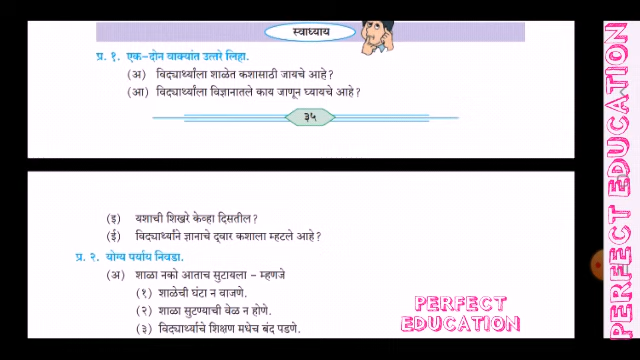 स्वाध्याय
प्र. १. एक-दोन वाक्यांत उत्तरे लिहा.
(अ) विद्यार्थ्याला शाळेत कशासाठी जायचे आहे?
(आ) विद्यार्थ्याला विज्ञानातले काय जाणून घ्यायचे आहे?
३५
(इ) यशाची शिखरे केव्हा दिसतील?
(ई) विद्यार्थ्याने ज्ञानाचे द्वार कशाला म्हटले आहे?
प्र. २. योग्य पर्याय निवडा.
(अ) शाळा नको आताच सुटायला - म्हणजे
(१) शाळेची घंटा न वाजणे.
(२) शाळा सुटण्याची वेळ न होणे.
(३) विद्यार्थ्याचे शिक्षण मधेच बंद पडणे.
PERFECT
EDUCATION
PERFECT EDUCATION